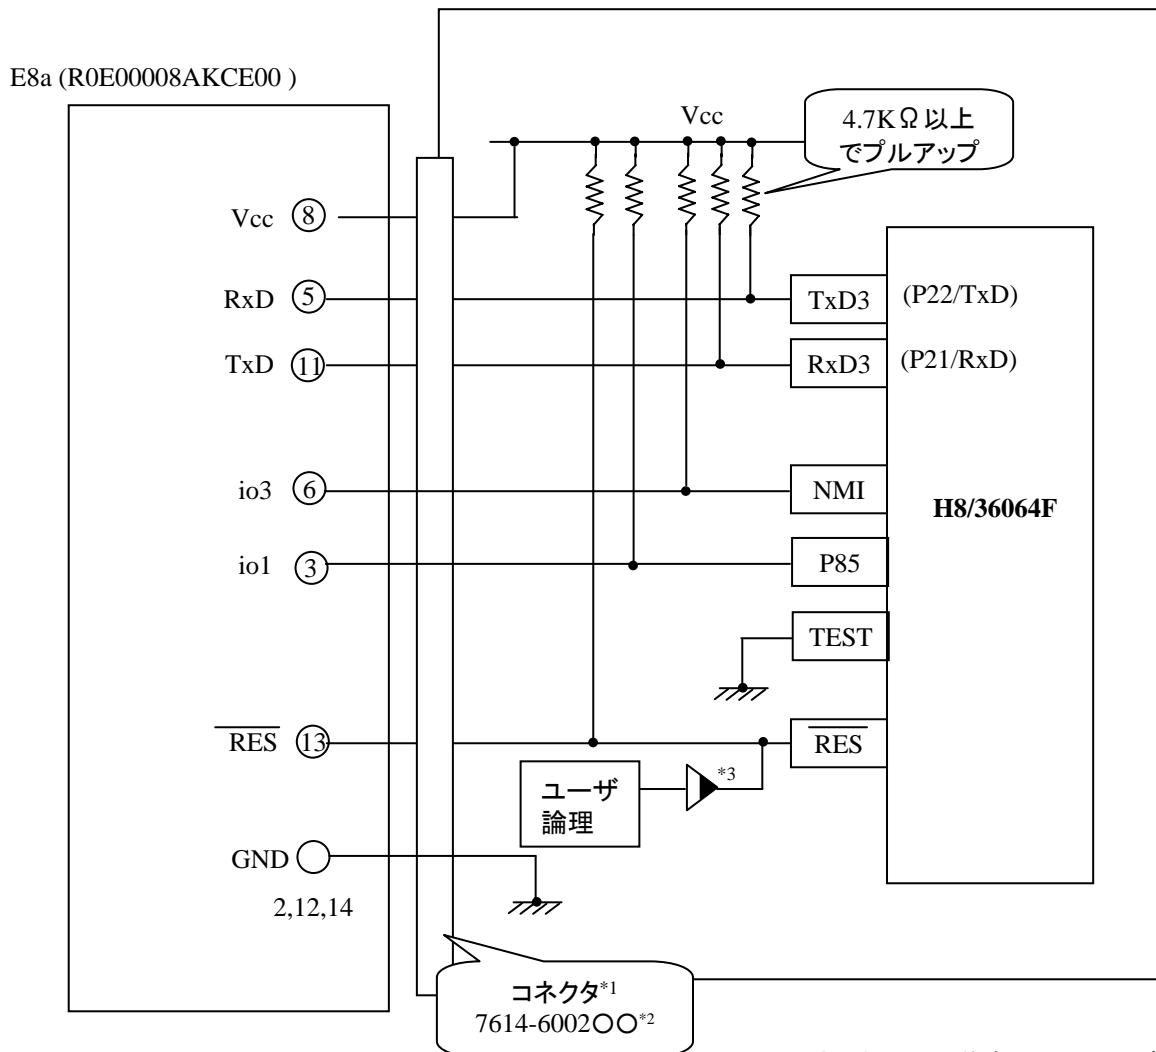 E8a (R0E00008AKCE00 )
Vcc
4.7KΩ以上
でプルアップ
Vcc ⑧
RxD ⑤
TxD3
(P22/TxD)
TxD ⑪
RxD3
(P21/RxD)
io3 ⑥
NMI
H8/36064F
io1 ③
P85
TEST
RES ⑬
RES
ユーザ
論理
*3
GND
2,12,14
コネクタ*1
7614-6002○○*2